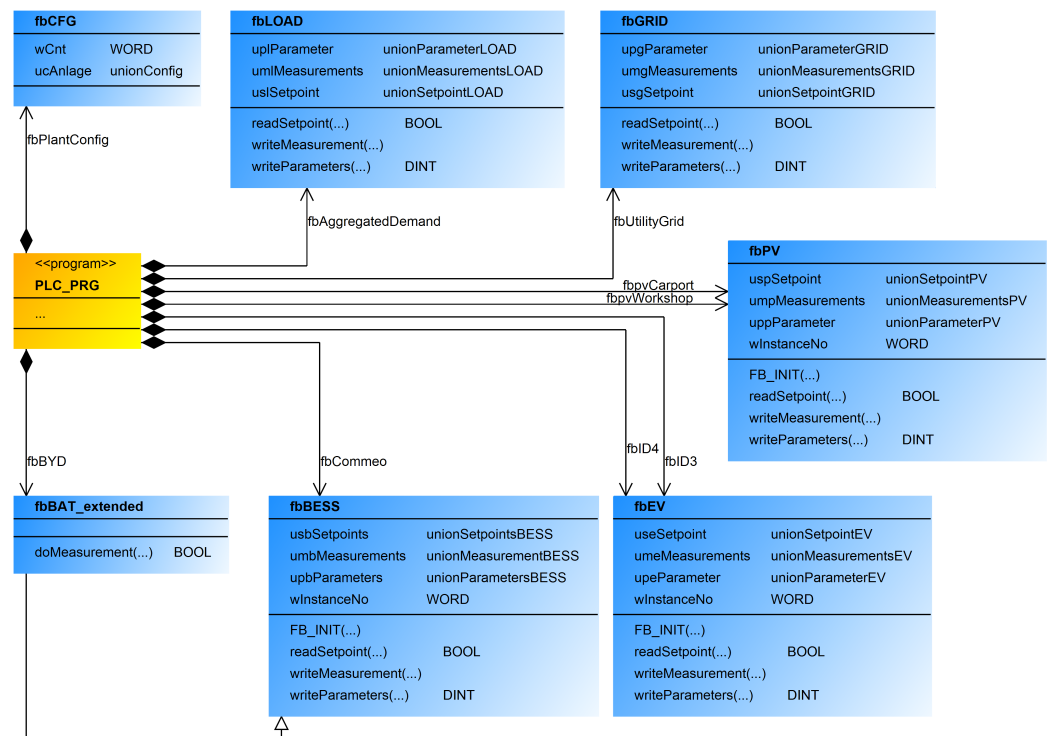 fbCFG
wCnt WORD
ucAnlage unionConfig
fbPlantConfig
fbLOAD
uplParameter unionParameterLOAD
umlMeasurements unionMeasurementsLOAD
uslSetpoint unionSetpointLOAD
readSetpoint(...) BOOL
writeMeasurement(...)
writeParameters(...) DINT
fbAggregatedDemand
fbGRID
upgParameter unionParameterGRID
umgMeasurements unionMeasurementsGRID
usgSetpoint unionSetpointGRID
readSetpoint(...) BOOL
writeMeasurement(...)
writeParameters(...) DINT
fbUtilityGrid
<<program>>
PLC_PRG
...
fbpvCarport
fbpvWorkshop
fbPV
uspSetpoint unionSetpointPV
umpMeasurements unionMeasurementsPV
uppParameter unionParameterPV
wInstanceNo WORD
FB_INIT(...)
readSetpoint(...) BOOL
writeMeasurement(...)
writeParameters(...) DINT
fbBYD
fbCommeo
fbID4
fbID3
fbBAT_extended
doMeasurement(...) BOOL
fbBESS
usbSetpoints unionSetpointsBESS
umbMeasurements unionMeasurementBESS
upbParameters unionParametersBESS
wInstanceNo WORD
FB_INIT(...)
readSetpoint(...) BOOL
writeMeasurement(...)
writeParameters(...) DINT
fbEV
useSetpoint unionSetpointEV
umeMeasurements unionMeasurementsEV
upeParameter unionParameterEV
wInstanceNo WORD
FB_INIT(...)
readSetpoint(...) BOOL
writeMeasurement(...)
writeParameters(...) DINT